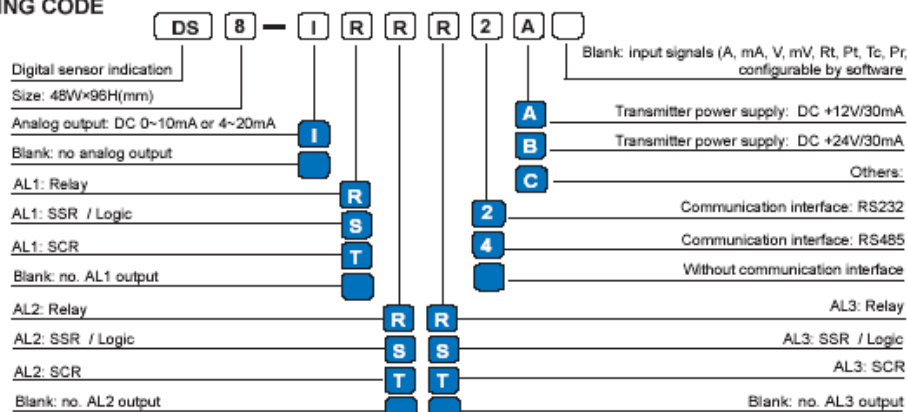 ING CODE
DS 8 – I R R R 2 A
Blank: input signals (A, mA, V, mV, Rt, Pt, Tc, Pr,
configurable by software
Digital sensor indication
Size: 48W×96H(mm)
Analog output: DC 0~10mA or 4~20mA
I
Blank: no analog output
A
Transmitter power supply: DC +12V/30mA
B
Transmitter power supply: DC +24V/30mA
C
Others:
AL1: Relay
R
AL1: SSR / Logic
S
AL1: SCR
T
Blank: no. AL1 output
2
Communication interface: RS232
4
Communication interface: RS485
Without communication interface
AL2: Relay
R
AL2: SSR / Logic
S
AL2: SCR
T
Blank: no. AL2 output
R
AL3: Relay
S
AL3: SSR / Logic
T
AL3: SCR
Blank: no. AL3 output